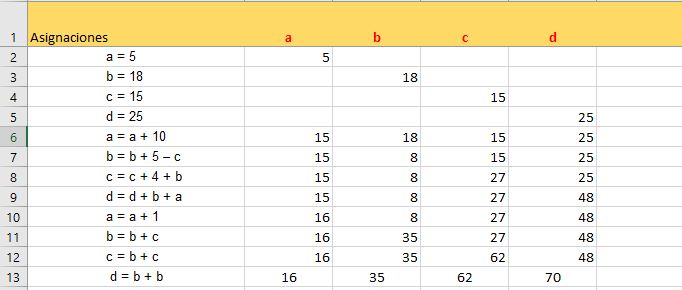 1 Asignaciones a b c d
2 a = 5 5
3 b = 18 18
4 c = 15 15
5 d = 25 25
6 a = a + 10 15 18 15 25
7 b = b + 5 – c 15 8 15 25
8 c = c + 4 + b 15 8 27 25
9 d = d + b + a 15 8 27 48
10 a = a + 1 16 8 27 48
11 b = b + c 16 35 27 48
12 c = b + c 16 35 62 48
13 d = b + b 16 35 62 70